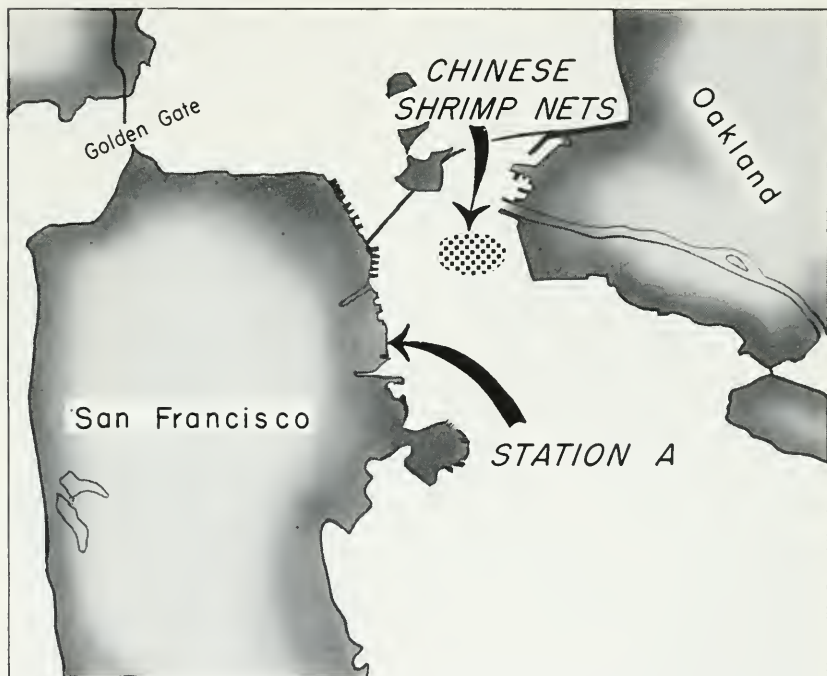 CHINESE
SHRIMP NETS
Golden Gate
Oakland
San Francisco
STATION A